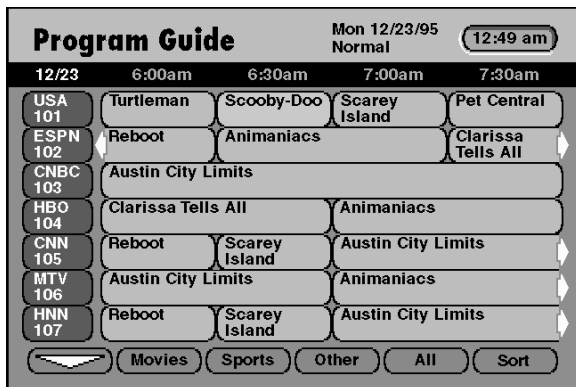 Program Guide
Mon 12/23/95
Normal
12:49 am
12/23 6:00am 6:30am 7:00am 7:30am
USA
101
Turtleman
Scooby-Doo
Scarey
Island
Pet Central
ESPN
102
Reboot
Animaniacs
Clarissa
Tells All
CNBC
103
Austin City Limits
HBO
104
Clarissa Tells All
Animaniacs
CNN
105
Reboot
Scarey
Island
Austin City Limits
MTV
106
Austin City Limits
Animaniacs
HNN
107
Reboot
Scarey
Island
Austin City Limits
Movies Sports Other All Sort